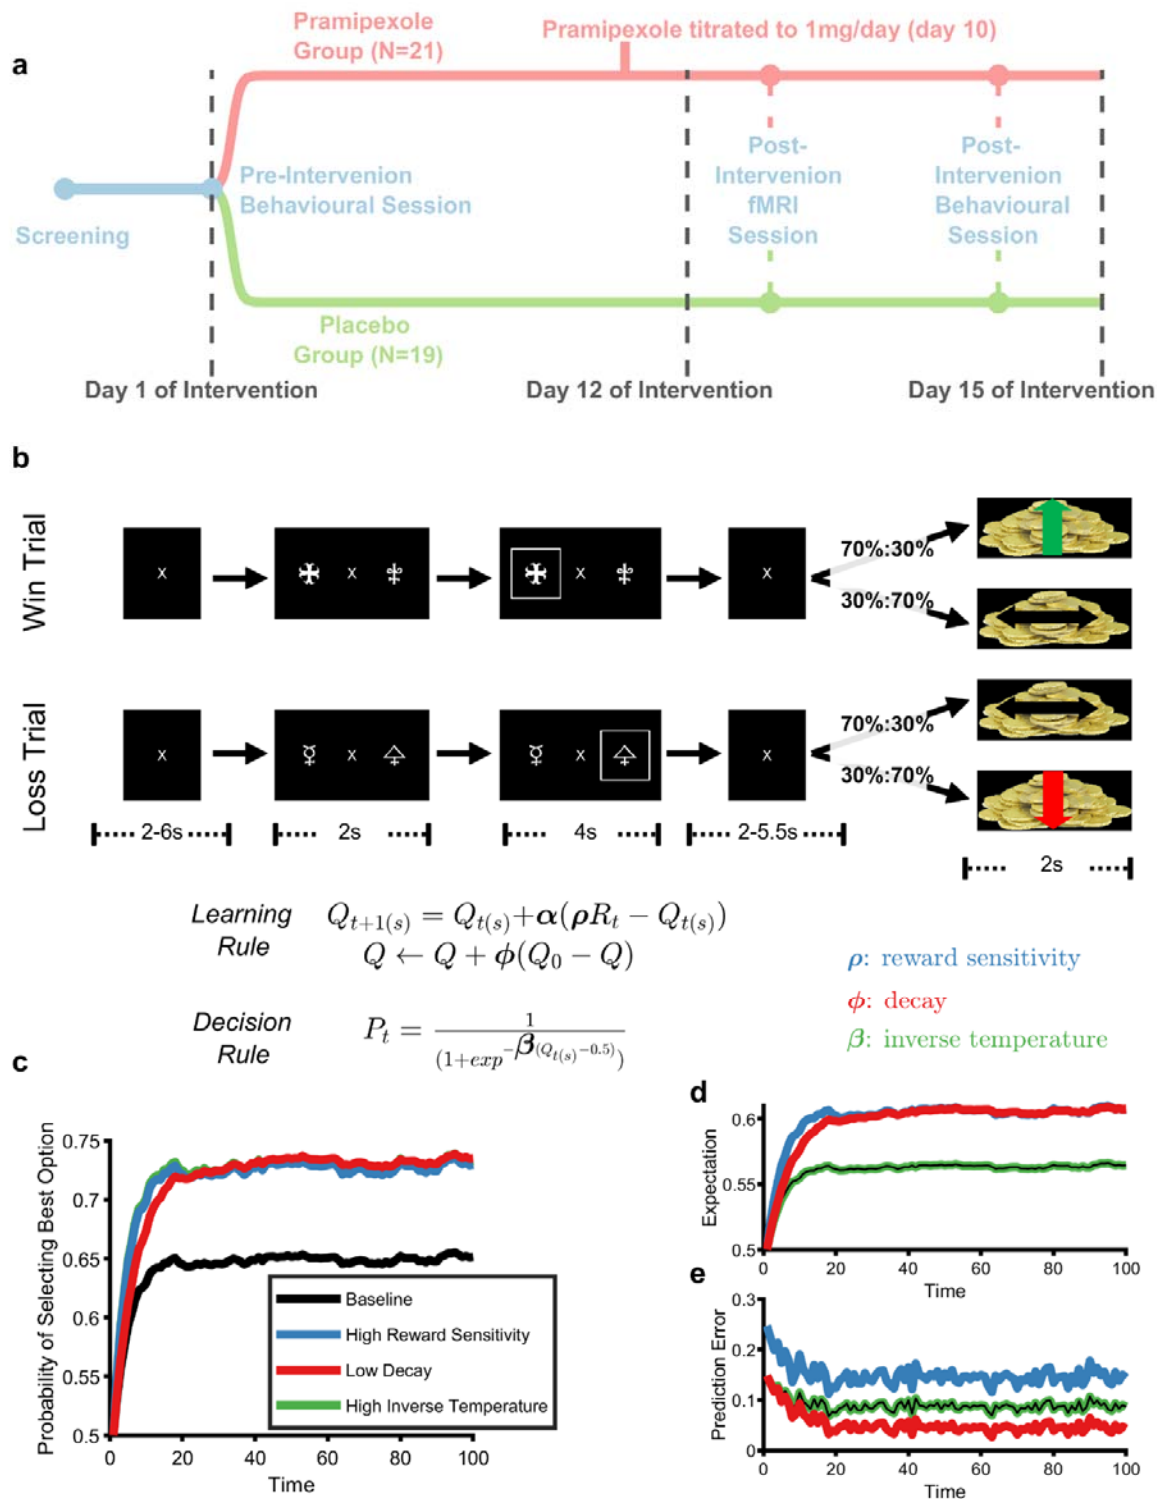 a
Pramipexole
Group (N=21)
Pramipexole titrated to 1mg/day (day 10)
Pre-Intervenion
Behavioural Session
Screening
Post-
Intervenion
fMRI
Session
Post-
Intervenion
Behavioural
Session
Placebo
Group (N=19)
Day 1 of Intervention
Day 12 of Intervention
Day 15 of Intervention
b
Win Trial
X
X
X
X
70%:30%
30%:70%
Loss Trial
X
X
X
X
70%:30%
30%:70%
2-6s
2s
4s
2-5.5s
2s
Learning
Rule
Q_{t+1(s)} = Q_{t(s)}+α(ρR_t − Q_{t(s)})
Q ← Q + ϕ(Q_0 − Q)
Decision
Rule
P_t = 1/(1+exp^{-β(Q_{t(s)}-0.5)})
ρ: reward sensitivity
ϕ: decay
β: inverse temperature
c
Probability of Selecting Best Option
0.75
0.7
0.65
0.6
0.55
0.5
0 20 40 60 80 100
Time
Baseline
High Reward Sensitivity
Low Decay
High Inverse Temperature
d
Expectation
0.6
0.55
0.5
0 20 40 60 80 100
Time
e
Prediction Error
0.3
0.2
0.1
0
0 20 40 60 80 100
Time